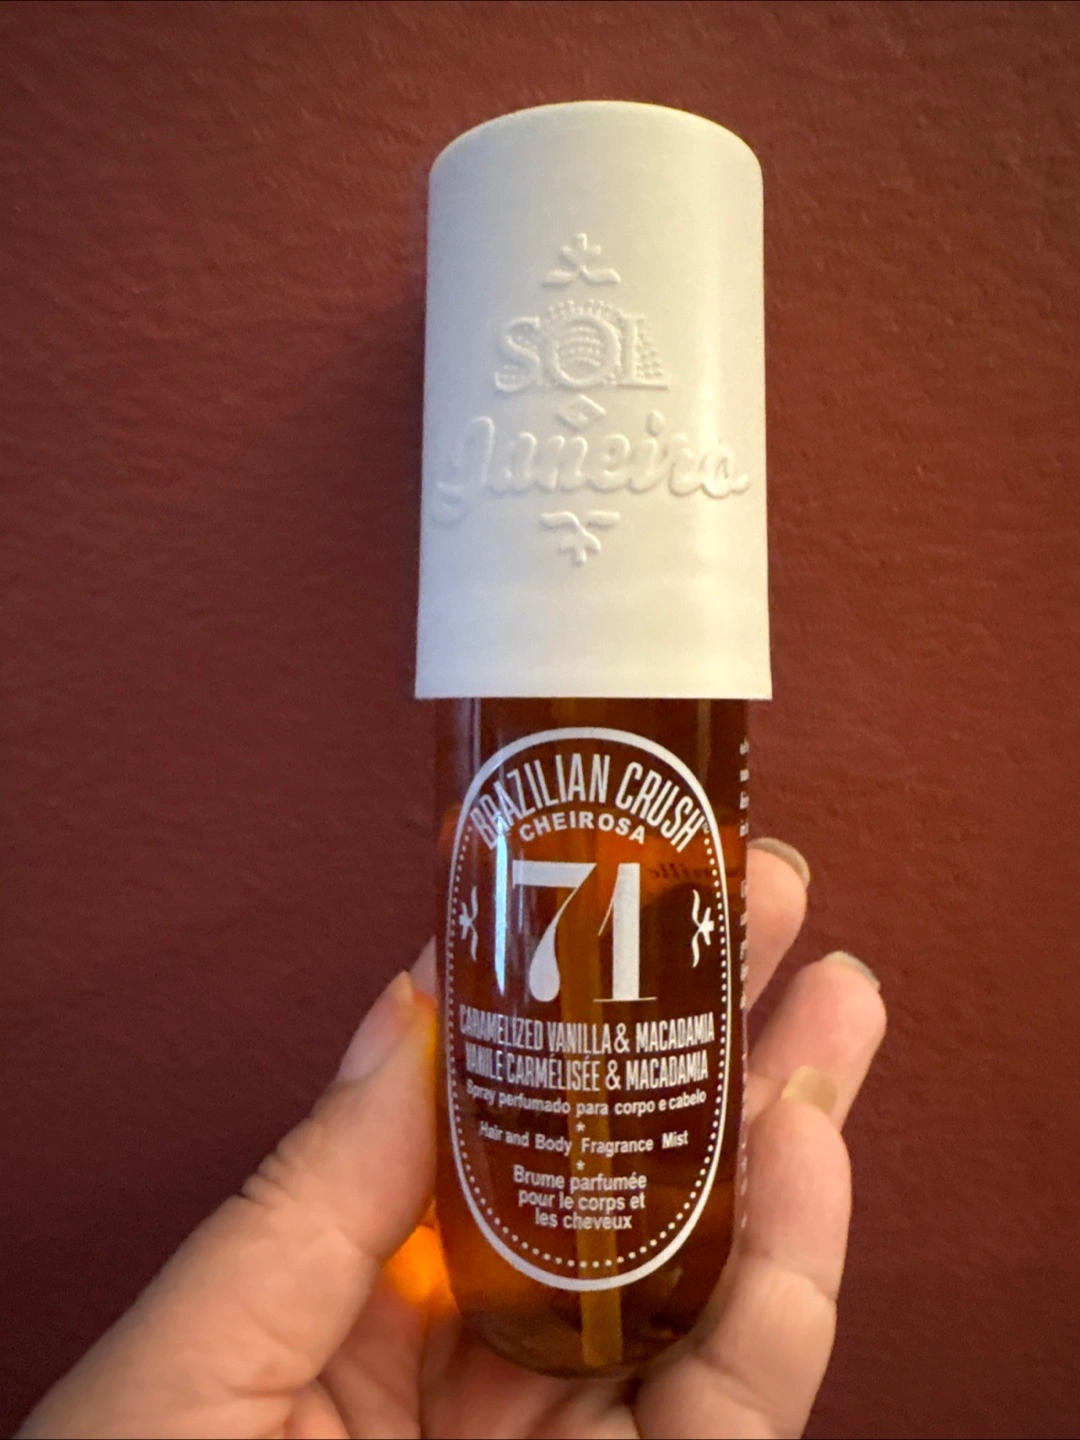 SOL
de
Janeiro
BRAZILIAN CRUSH
CHEIROSA
71
CARAMELIZED VANILLA & MACADAMIA
VANILE CARMÉLISÉE & MACADAMIA
Spray perfumado para corpo e cabelo
*
Hair and Body Fragrance Mist
*
Brume parfumée
pour le corps et
les cheveux